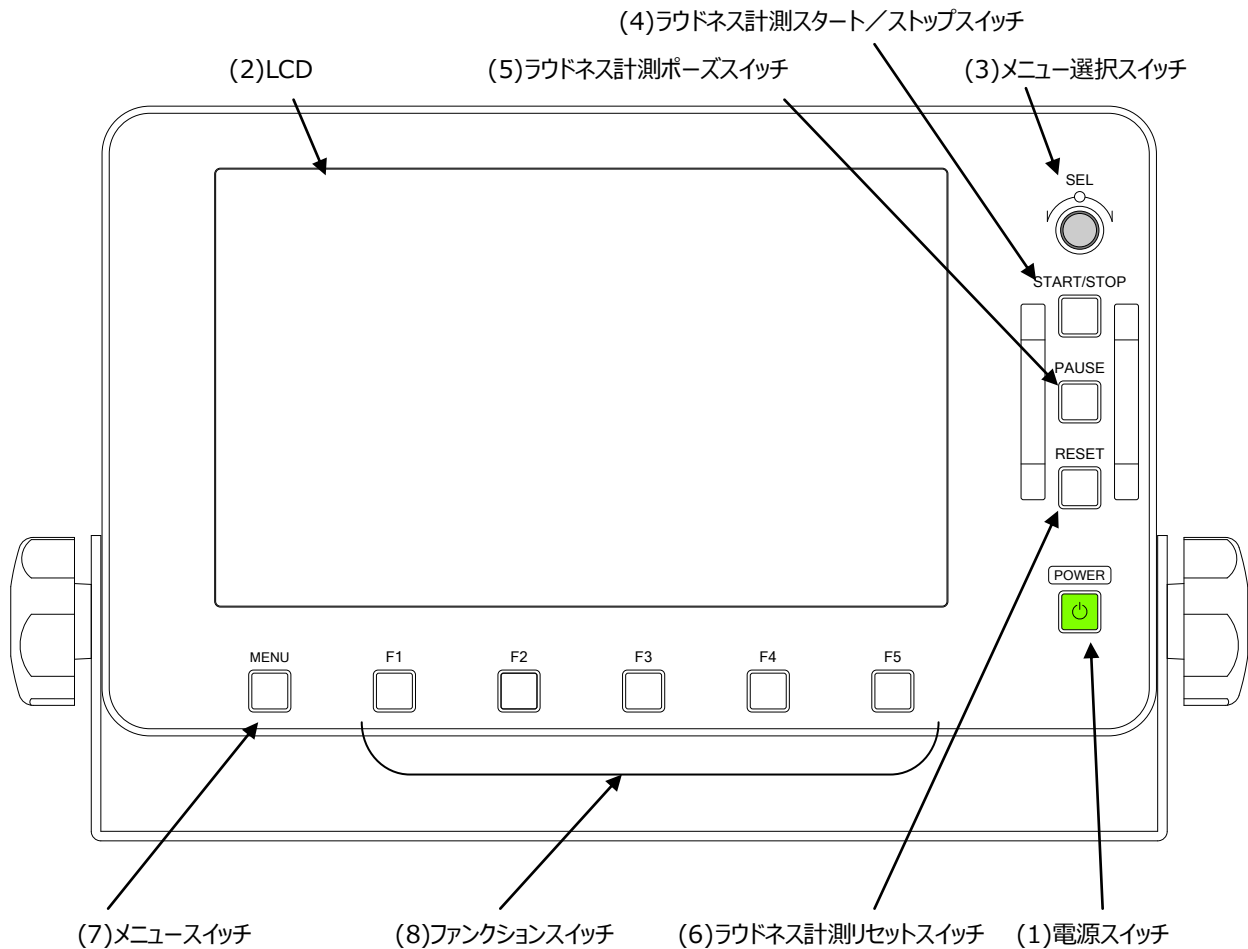 (4)ラウドネス計測スタート／ストップスイッチ
(2)LCD
(5)ラウドネス計測ポーズスイッチ
(3)メニュー選択スイッチ
SEL
START/STOP
PAUSE
RESET
POWER
MENU
F1
F2
F3
F4
F5
(7)メニュースイッチ
(8)ファンクションスイッチ
(6)ラウドネス計測リセットスイッチ
(1)電源スイッチ